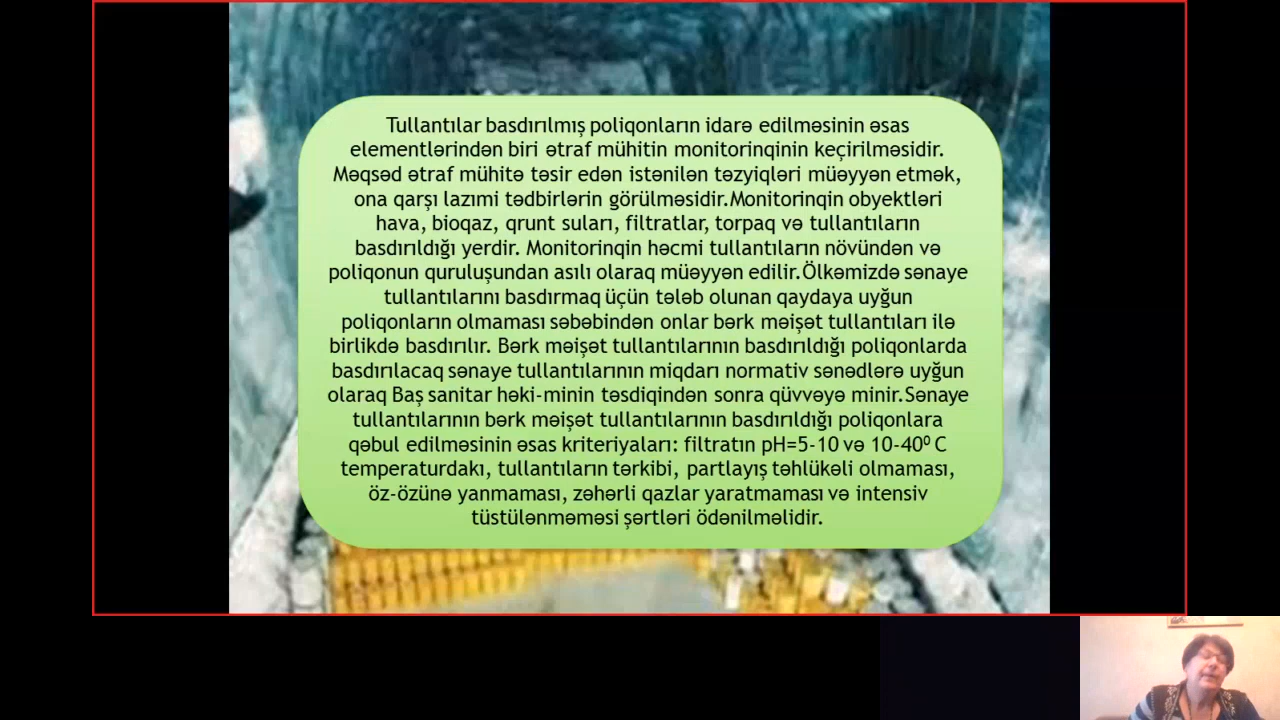 Tullantılar basdırılmış poliqonların idarə edilməsinin əsas
elementlərindən biri ətraf mühitin monitorinqinin keçirilməsidir.
Məqsəd ətraf mühitə təsir edən istənilən təzyiqləri müəyyən etmək,
ona qarşı lazımi tədbirlərin görülməsidir.Monitorinqin obyektləri
hava, bioqaz, qrunt suları, filtratlar, torpaq və tullantıların
basdırıldığı yerdir. Monitorinqin həcmi tullantıların növündən və
poliqonun quruluşundan asılı olaraq müəyyən edilir.Ölkəmizdə sənaye
tullantılarını basdırmaq üçün tələb olunan qaydaya uyğun
poliqonların olmaması səbəbindən onlar bərk məişət tullantıları ilə
birlikdə basdırılır. Bərk məişət tullantılarının basdırıldığı poliqonlarda
basdırılacaq sənaye tullantılarının miqdarı normativ sənədlərə uyğun
olaraq Baş sanitar həki-minin təsdiqindən sonra qüvvəyə minir.Sənaye
tullantılarının bərk məişət tullantılarının basdırıldığı poliqonlara
qəbul edilməsinin əsas kriteriyaları: filtratın pH=5-10 və 10-40⁰ C
temperaturdakı, tullantıların tərkibi, partlayış təhlükəli olmaması,
öz-özünə yanmaması, zəhərli qazlar yaratmaması və intensiv
tüstülənməməsi şərtləri ödənilməlidir.